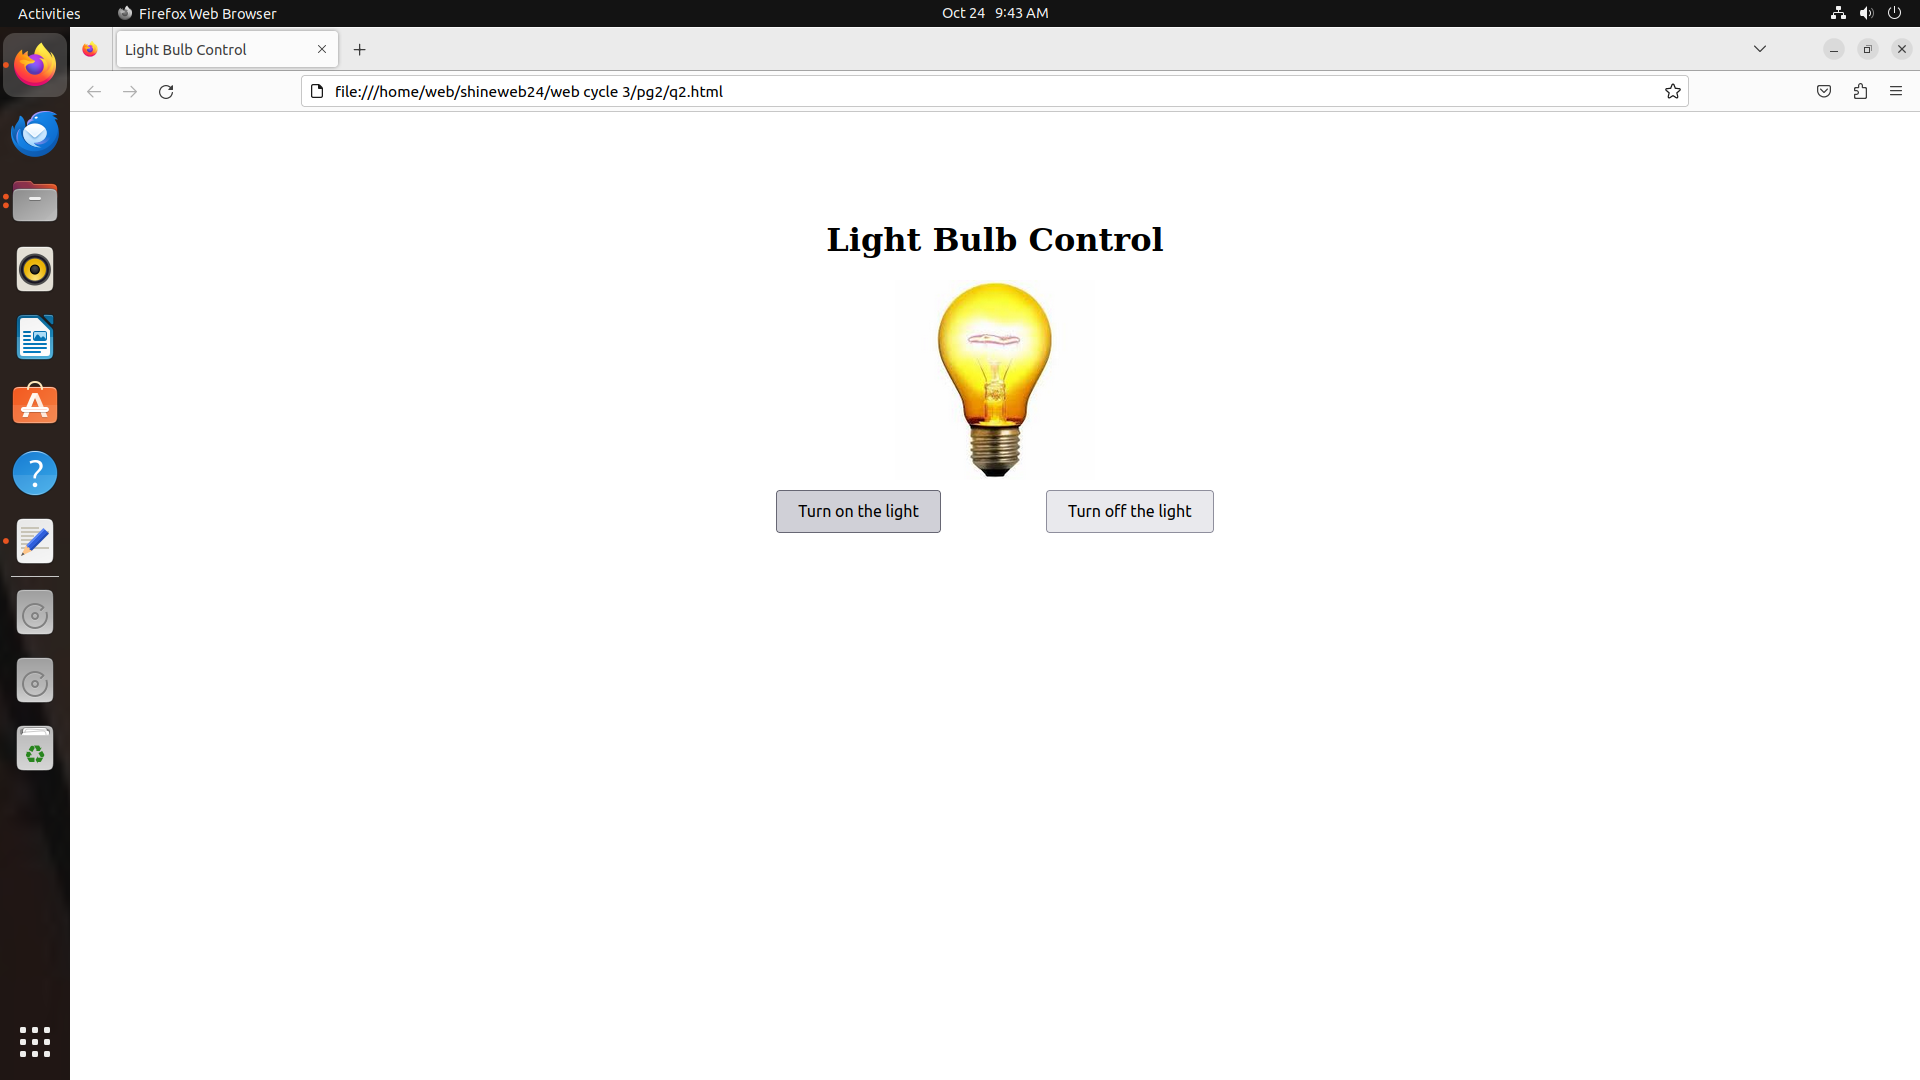 Activities
Firefox Web Browser
Oct 24 9:43 AM
Light Bulb Control
file:///home/web/shineweb24/web cycle 3/pg2/q2.html
Light Bulb Control
Turn on the light
Turn off the light